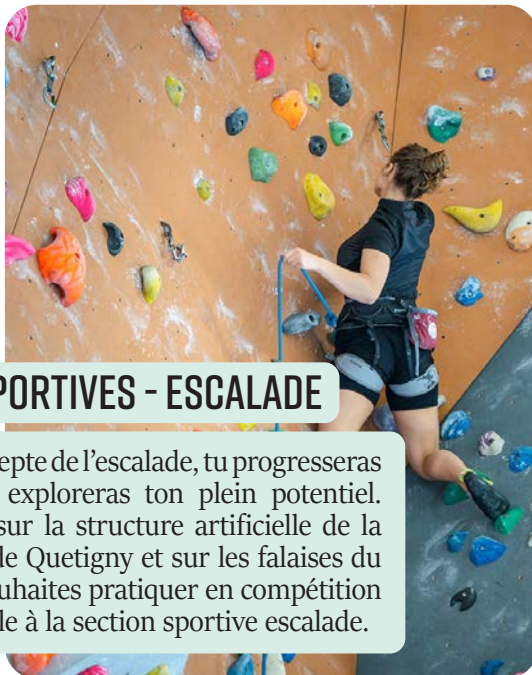 PORTIVES - ESCALADE
epte de l'escalade, tu progresseras
exploreras ton plein potentiel.
sur la structure artificielle de la
de Quetigny et sur les falaises du
uhaites pratiquer en compétition
le à la section sportive escalade.